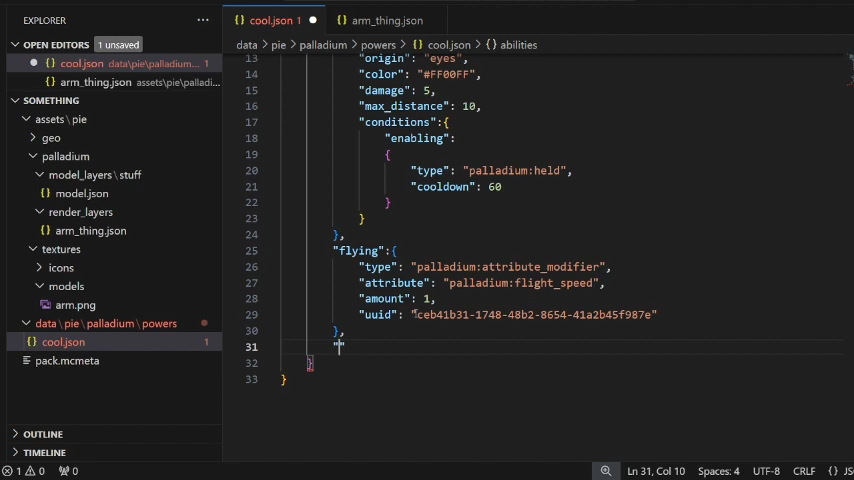 EXPLORER ···
OPEN EDITORS 1 unsaved
{} cool.json data\pie\palladium... 1
{} arm_thing.json assets\pie\palladi...
SOMETHING
assets\pie
geo
palladium
model_layers\stuff
{} model.json
render_layers
{} arm_thing.json
textures
icons
models
arm.png
data\pie\palladium\powers
{} cool.json 1
pack.mcmeta
OUTLINE
TIMELINE
{} cool.json 1
{} arm_thing.json
data > pie > palladium > powers > {} cool.json > {} abilities
13 "origin": "eyes",
14 "color": "#FF00FF",
15 "damage": 5,
16 "max_distance": 10,
17 "conditions":{
18 "enabling":
19 {
20 "type": "palladium:held",
21 "cooldown": 60
22 }
23 }
24 },
25 "flying":{
26 "type": "palladium:attribute_modifier",
27 "attribute": "palladium:flight_speed",
28 "amount": 1,
29 "uuid": "ceb41b31-1748-48b2-8654-41a2b45f987e"
30 },
31 ""
32 }
33 }
1 0 0 Ln 31, Col 10 Spaces: 4 UTF-8 CRLF {} JS